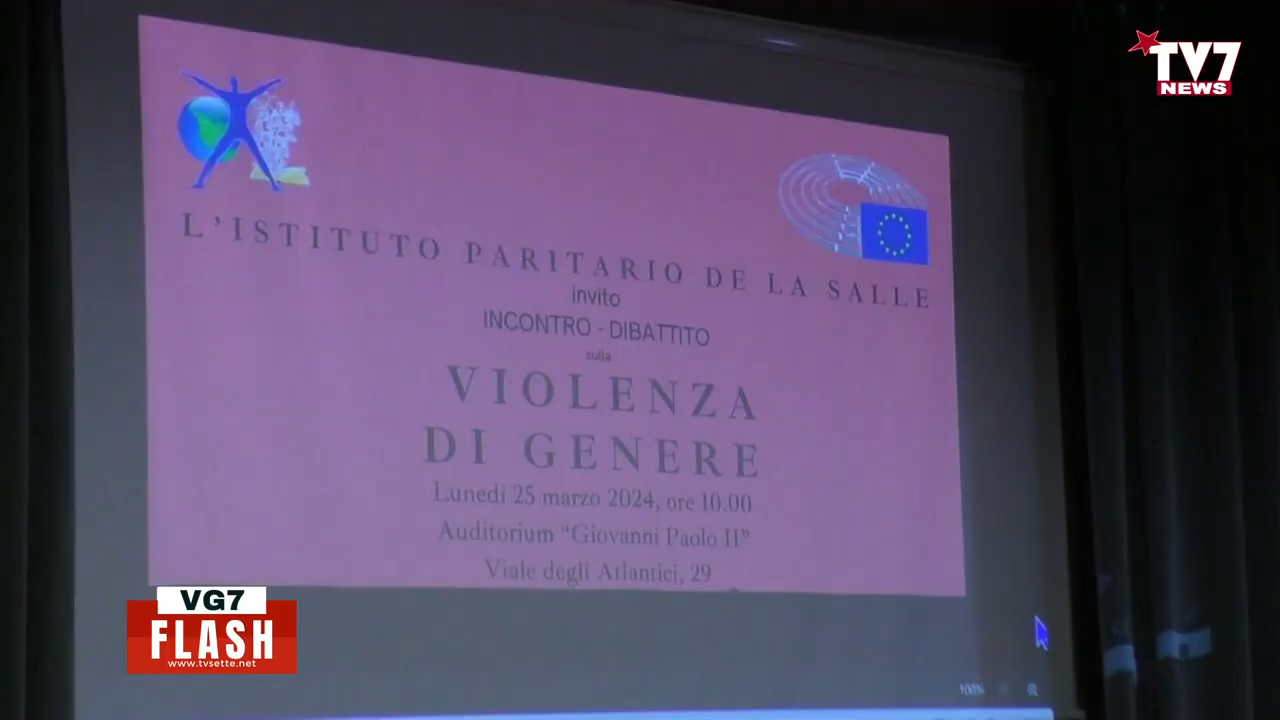 TV7
NEWS
L'ISTITUTO PARITARIO DE LA SALLE
invito
INCONTRO - DIBATTITO
sulla
VIOLENZA
DI GENERE
Lunedì 25 marzo 2024, ore 10.00
Auditorium “Giovanni Paolo II”
Viale degli Atlantici, 29
VG7
FLASH
www.tvsette.net
100%